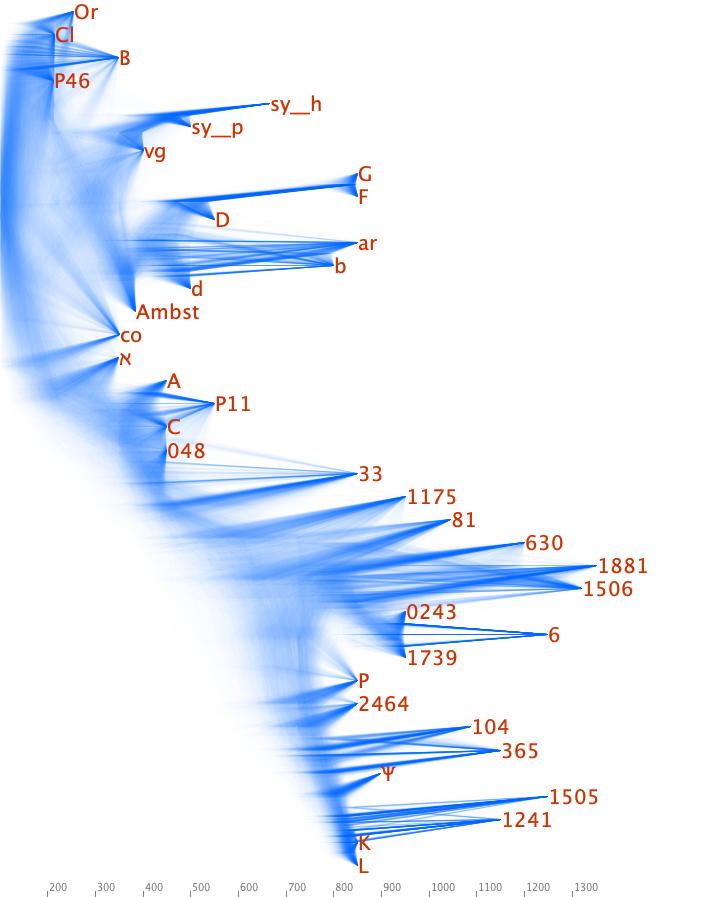 Or
Cl
B
P46
sy__h
sy__p
vg
G
F
D
ar
b
d
Ambst
co
א
A
P11
C
048
33
1175
81
630
1881
1506
0243
6
1739
P
2464
104
365
Ψ
1505
1241
K
L
200 300 400 500 600 700 800 900 1000 1100 1200 1300